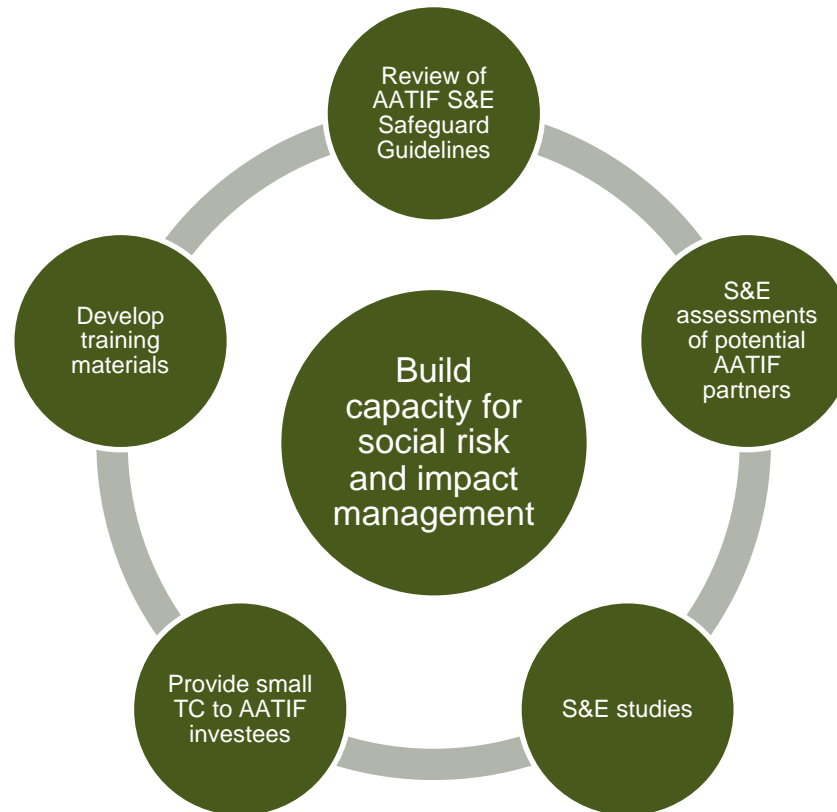 Review of
AATIF S&E
Safeguard
Guidelines
S&E
assessments
of potential
AATIF
partners
S&E studies
Provide small
TC to AATIF
investees
Develop
training
materials
Build
capacity for
social risk
and impact
management